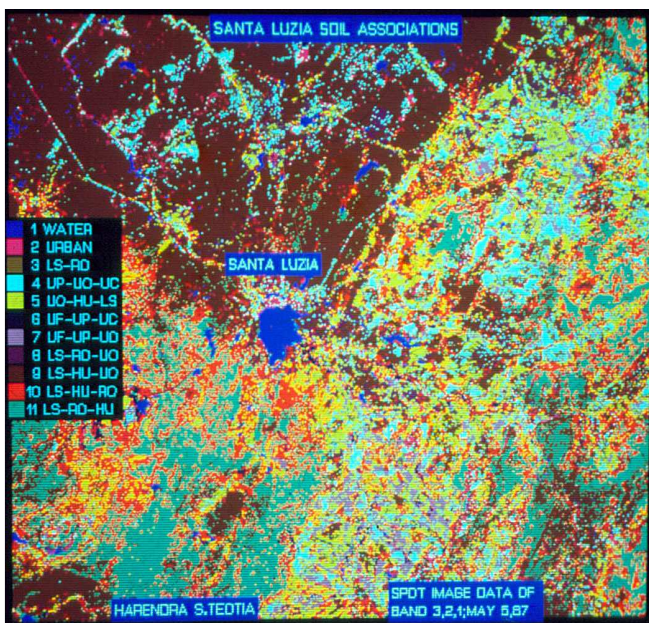 SANTA LUZIA SOIL ASSOCIATIONS
1 WATER
2 URBAN
3 LS-RD
4 UP-UO-UC
5 UO-HU-LS
6 UF-UP-UC
7 UF-UP-UO
8 LS-RD-UO
9 LS-HU-UO
10 LS-HU-RD
11 LS-RD-HU
SANTA LUZIA
HARENDRA S.TEOTIA
SPOT IMAGE DATA OF
BAND 3,2,1;MAY 5,87